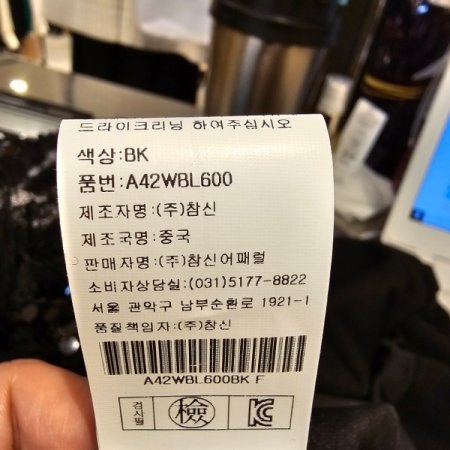 드라이크리닝 하여주십시오
색상:BK
품번:A42WBL600
제조자명:(주)참신
제조국명:중국
판매자명:(주)참신어패럴
소비자상담실:(031)5177-8822
서울 관악구 남부순환로 1921-1
품질책임자:(주)참신
A42WBL600BK F
검사필 檢 KC